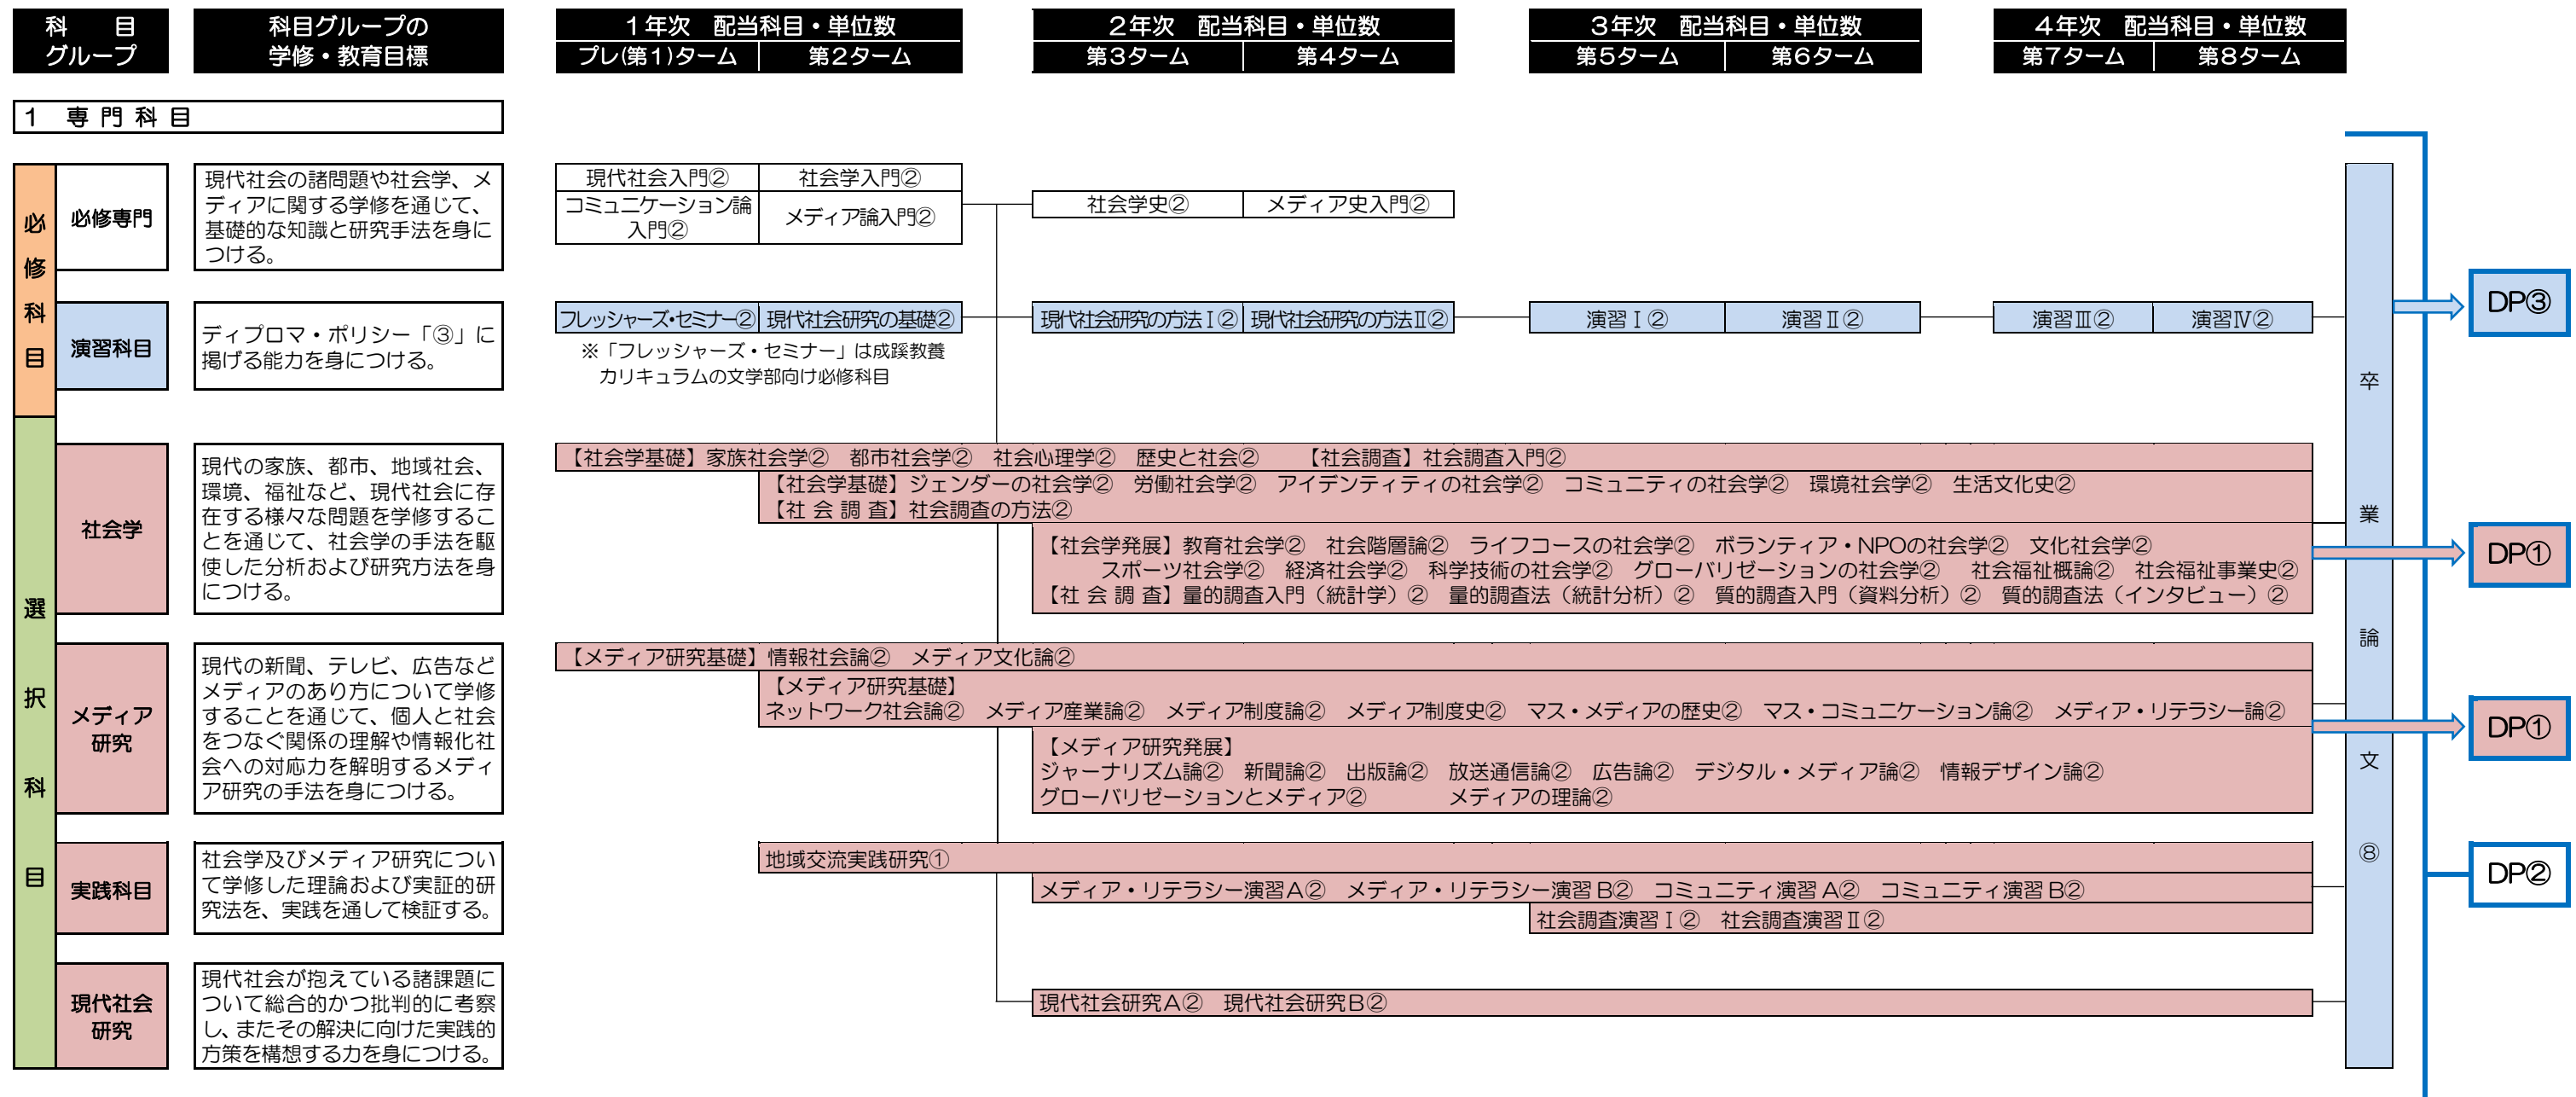 科　目
グループ
科目グループの
学修・教育目標
１年次　配当科目・単位数
プレ(第１)ターム
第２ターム
２年次　配当科目・単位数
第３ターム
第４ターム
３年次　配当科目・単位数
第５ターム
第６ターム
４年次　配当科目・単位数
第７ターム
第８ターム
１　専 門 科 目
必修科目
必修専門
現代社会の諸問題や社会学、メ
ディアに関する学修を通じて、
基礎的な知識と研究手法を身に
つける。
現代社会入門②
社会学入門②
コミュニケーション論
入門②
メディア論入門②
社会学史②
メディア史入門②
演習科目
ディプロマ・ポリシー「③」に
掲げる能力を身につける。
フレッシャーズ・セミナー②
現代社会研究の基礎②
現代社会研究の方法Ⅰ②
現代社会研究の方法Ⅱ②
演習Ⅰ②
演習Ⅱ②
演習Ⅲ②
演習Ⅳ②
※「フレッシャーズ・セミナー」は成蹊教養
カリキュラムの文学部向け必修科目
DP③
選択科目
社会学
現代の家族、都市、地域社会、
環境、福祉など、現代社会に存
在する様々な問題を学修するこ
とを通じて、社会学の手法を駆
使した分析および研究方法を身
につける。
【社会学基礎】家族社会学②　都市社会学②　社会心理学②　歴史と社会②　　【社会調査】社会調査入門②
【社会学基礎】ジェンダーの社会学②　労働社会学②　アイデンティティの社会学②　コミュニティの社会学②　環境社会学②　生活文化史②
【社 会 調 査】社会調査の方法②
【社会学発展】教育社会学②　社会階層論②　ライフコースの社会学②　ボランティア・NPOの社会学②　文化社会学②
スポーツ社会学②　経済社会学②　科学技術の社会学②　グローバリゼーションの社会学②　社会福祉概論②　社会福祉事業史②
【社 会 調 査】量的調査入門（統計学）②　量的調査法（統計分析）②　質的調査入門（資料分析）②　質的調査法（インタビュー）②
DP①
メディア
研究
現代の新聞、テレビ、広告など
メディアのあり方について学修
することを通じて、個人と社会
をつなぐ関係の理解や情報化社
会への対応力を解明するメディ
ア研究の手法を身につける。
【メディア研究基礎】情報社会論②　メディア文化論②
【メディア研究基礎】
ネットワーク社会論②　メディア産業論②　メディア制度論②　メディア制度史②　マス・メディアの歴史②　マス・コミュニケーション論②　メディア・リテラシー論②
【メディア研究発展】
ジャーナリズム論②　新聞論②　出版論②　放送通信論②　広告論②　デジタル・メディア論②　情報デザイン論②
グローバリゼーションとメディア②　　　　メディアの理論②
DP①
実践科目
社会学及びメディア研究につい
て学修した理論および実証的研
究法を、実践を通して検証する。
地域交流実践研究①
メディア・リテラシー演習Ａ②　メディア・リテラシー演習Ｂ②　コミュニティ演習Ａ②　コミュニティ演習Ｂ②
社会調査演習Ⅰ②　社会調査演習Ⅱ②
DP②
現代社会
研究
現代社会が抱えている諸課題に
ついて総合的かつ批判的に考察
し、またその解決に向けた実践的
方策を構想する力を身につける。
現代社会研究Ａ②　現代社会研究Ｂ②
卒業論文⑧